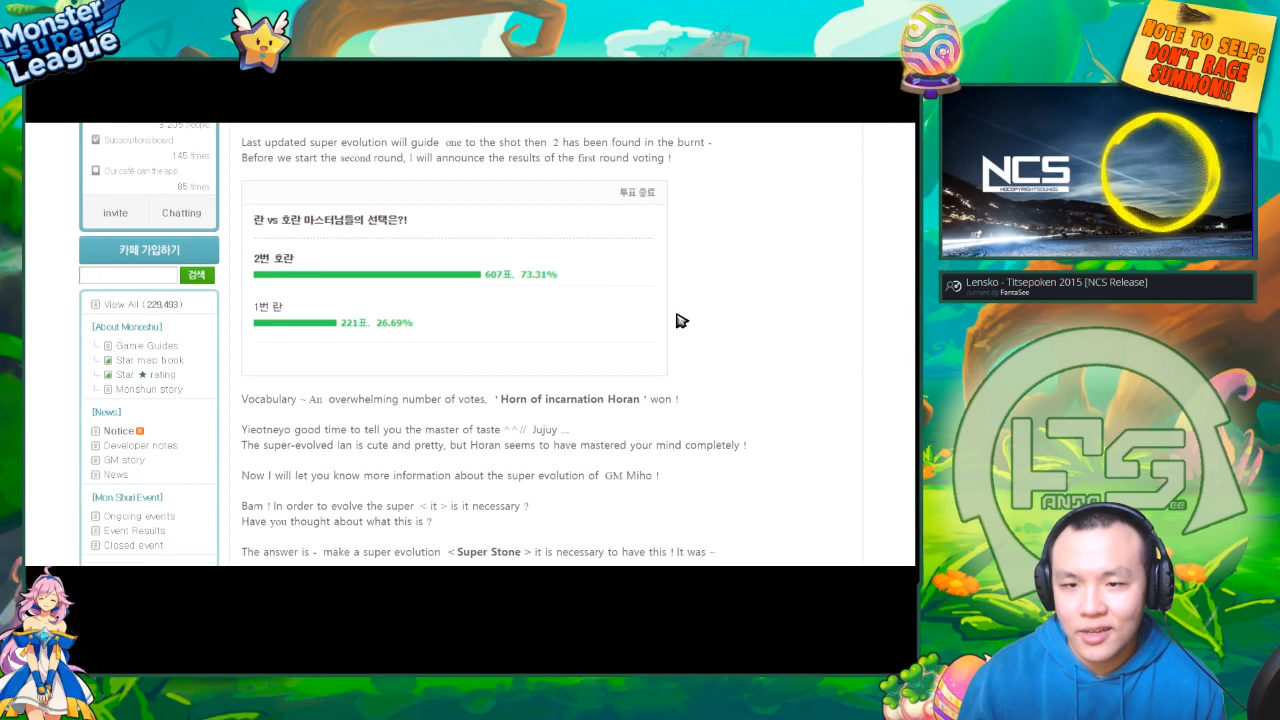 Monster
super
League
NOTE TO SELF:
DON'T RAGE
SUMMON!!
Subscriptions board
145 times
Our café can the app
85 times
invite
Chatting
카페 가입하기
검색
View All ( 229,493 )
[About Monoshu]
Game Guides
Star map book
Star ★ rating
Monshuri story
[News]
Notice
Developer notes
GM story
News
[Mon Shuri Event]
Ongoing events
Event Results
Closed event
Last updated super evolution will guide one to the shot then 2 has been found in the burnt -
Before we start the second round, I will announce the results of the first round voting !
투표 종료
란 vs 호란 마스터님들의 선택은?!
2번 호란
607표, 73.31%
1번 란
221표, 26.69%
Vocabulary ~ An overwhelming number of votes, ' Horn of incarnation Horan ' won !
Yieotneyo good time to tell you the master of taste ^^// Jujuy ...
The super-evolved lan is cute and pretty, but Horan seems to have mastered your mind completely !
Now I will let you know more information about the super evolution of GM Miho !
Bam ! In order to evolve the super < it > is it necessary ?
Have you thought about what this is ?
The answer is - make a super evolution < Super Stone > it is necessary to have this ! It was ~
NCS
NOCOPYRIGHTSOUNDS
Lensko - Titsepoken 2015 [NCS Release]
current dj FantaSee
FANTA